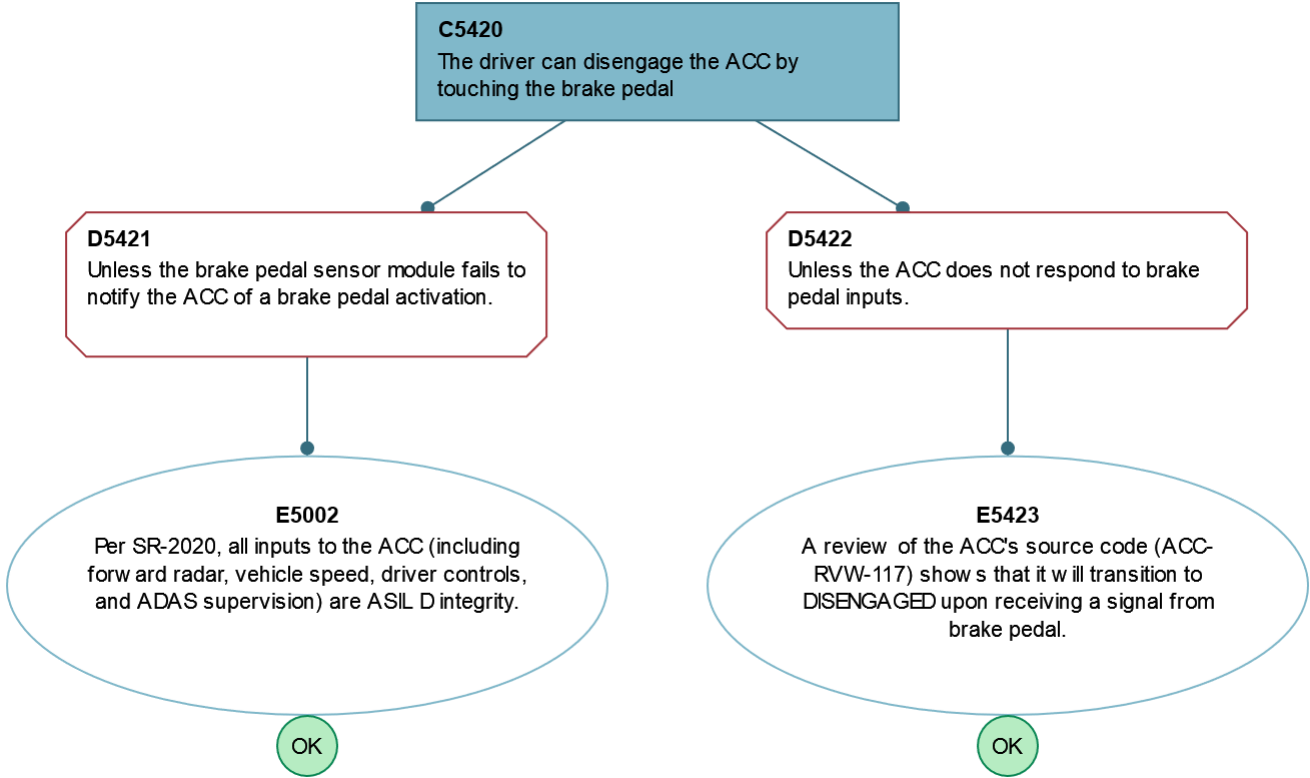 C5420
The driver can disengage the ACC by
touching the brake pedal
D5421
Unless the brake pedal sensor module fails to
notify the ACC of a brake pedal activation.
D5422
Unless the ACC does not respond to brake
pedal inputs.
E5002
Per SR-2020, all inputs to the ACC (including
forward radar, vehicle speed, driver controls,
and ADAS supervision) are ASIL D integrity.
OK
E5423
A review of the ACC's source code (ACC-
RVW-117) shows that it will transition to
DISENGAGED upon receiving a signal from
brake pedal.
OK